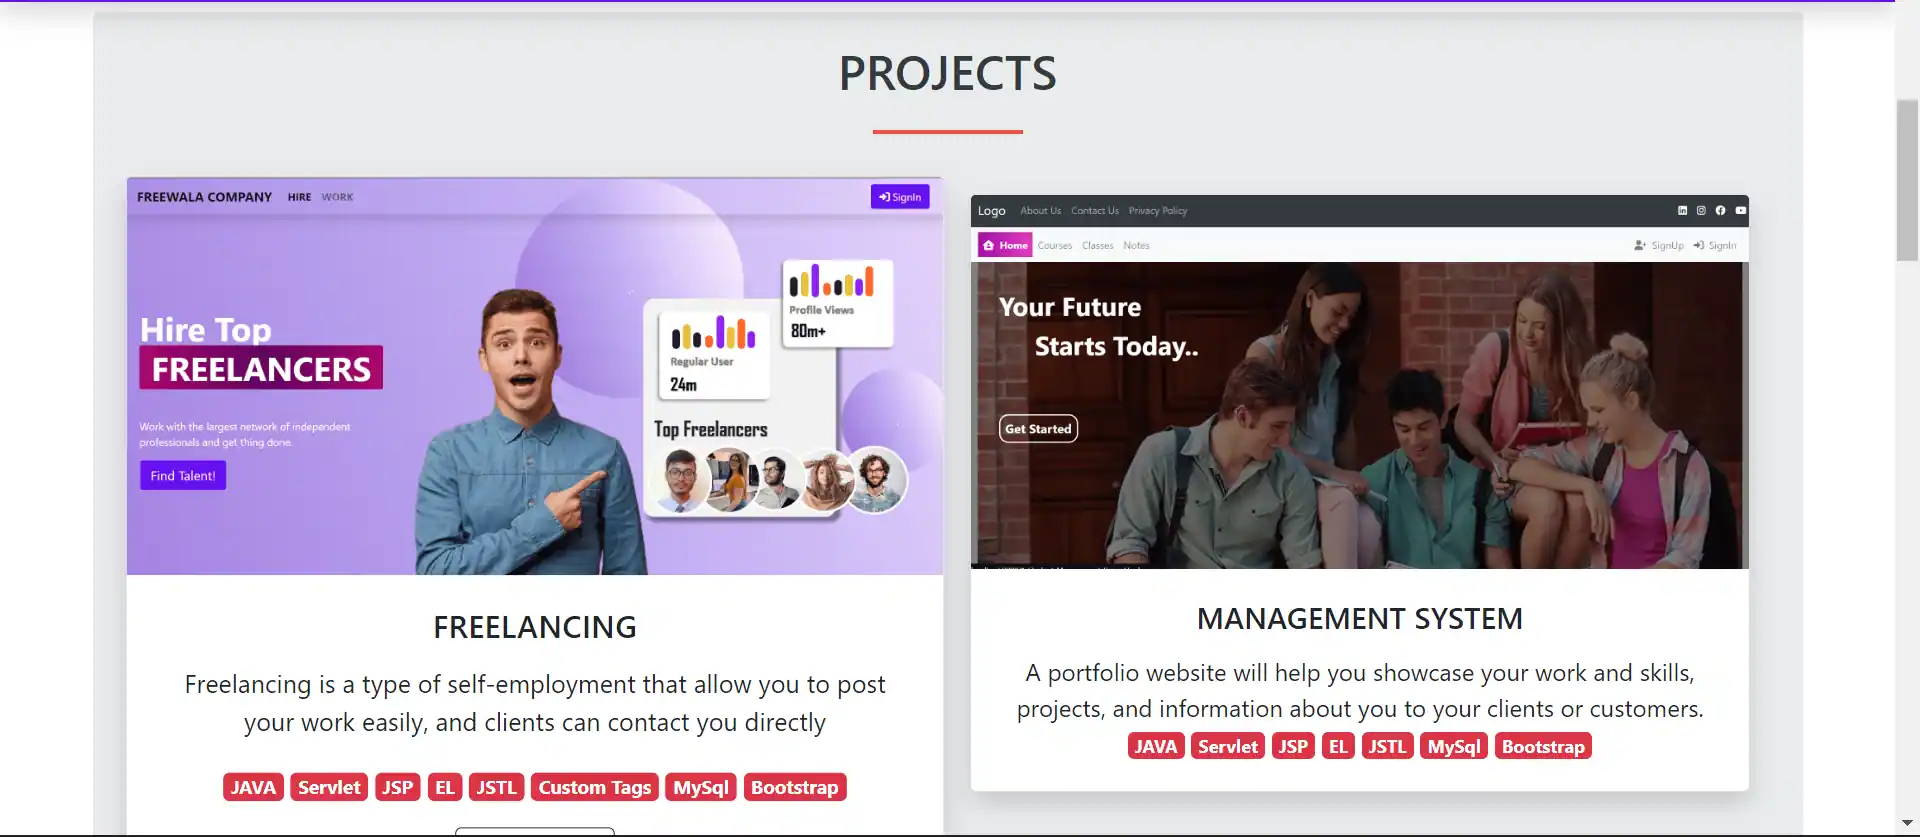 PROJECTS
FREEWALA COMPANY HIRE WORK
SignIn
Hire Top
FREELANCERS
Work with the largest network of independent
professionals and get thing done.
Find Talent!
Profile Views
80m+
Regular User
24m
Top Freelancers
FREELANCING
Freelancing is a type of self-employment that allow you to post
your work easily, and clients can contact you directly
JAVA Servlet JSP EL JSTL Custom Tags MySql Bootstrap
Logo About Us Contact Us Privacy Policy
Home Courses Classes Notes
SignUp SignIn
Your Future
Starts Today..
Get Started
MANAGEMENT SYSTEM
A portfolio website will help you showcase your work and skills,
projects, and information about you to your clients or customers.
JAVA Servlet JSP EL JSTL MySql Bootstrap